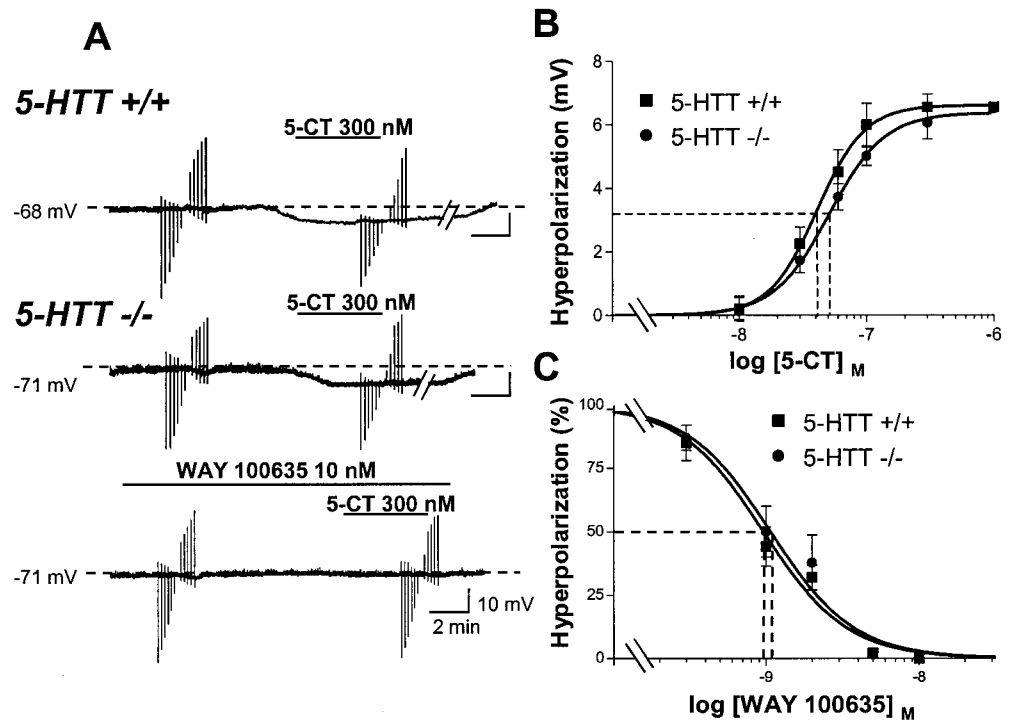 A
5-HTT +/+
5-CT 300 nM
-68 mV
5-HTT -/-
5-CT 300 nM
-71 mV
WAY 100635 10 nM
5-CT 300 nM
-71 mV
10 mV
2 min
B
Hyperpolarization (mV)
8
6
4
2
0
5-HTT +/+
5-HTT -/-
-8
-7
-6
log [5-CT] M
C
Hyperpolarization (%)
100
75
50
25
0
5-HTT +/+
5-HTT -/-
-9
-8
log [WAY 100635] M